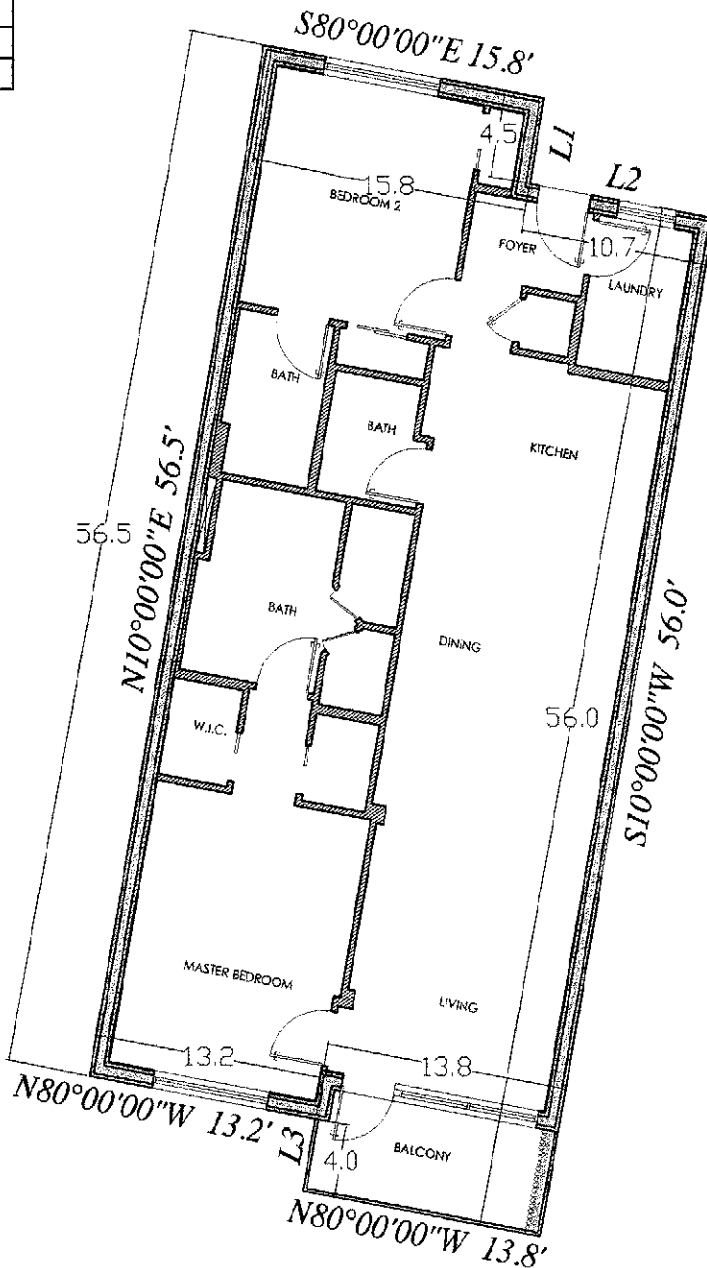 S80°00'00"E 15.8'
4.5
L1
L2
15.8
BEDROOM 2
FOYER
10.7
LAUNDRY
BATH
BATH
KITCHEN
N10°00'00"E 56.5'
56.5
BATH
DINING
S10°00'00"W 56.0'
56.0
W.I.C.
MASTER BEDROOM
LIVING
13.2
13.8
N80°00'00"W 13.2'
L3
4.0
BALCONY
N80°00'00"W 13.8'